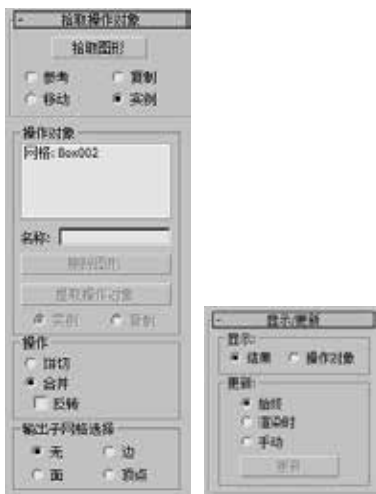 - 拾取操作对象
拾取图形
参考 复制
移动 实例
操作对象
网格: Box002
名称:
删除图形
提取操作对象
实例 复制
操作
饼切
合并
反转
输出子网格选择
无 边
面 顶点
- 显示/更新
显示:
结果 操作对象
更新:
始终
渲染时
手动
更新